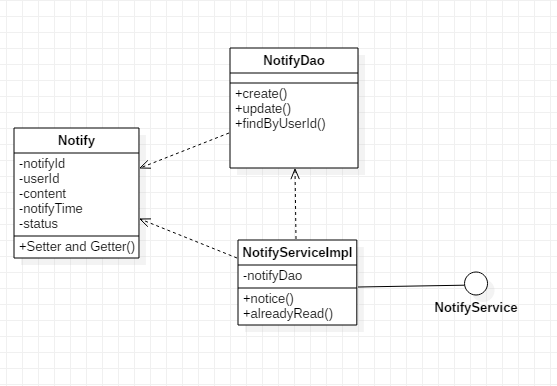 NotifyDao
+create()
+update()
+findByUserId()
Notify
-notifyId
-userId
-content
-notifyTime
-status
+Setter and Getter()
NotifyServiceImpl
-notifyDao
+notice()
+alreadyRead()
NotifyService